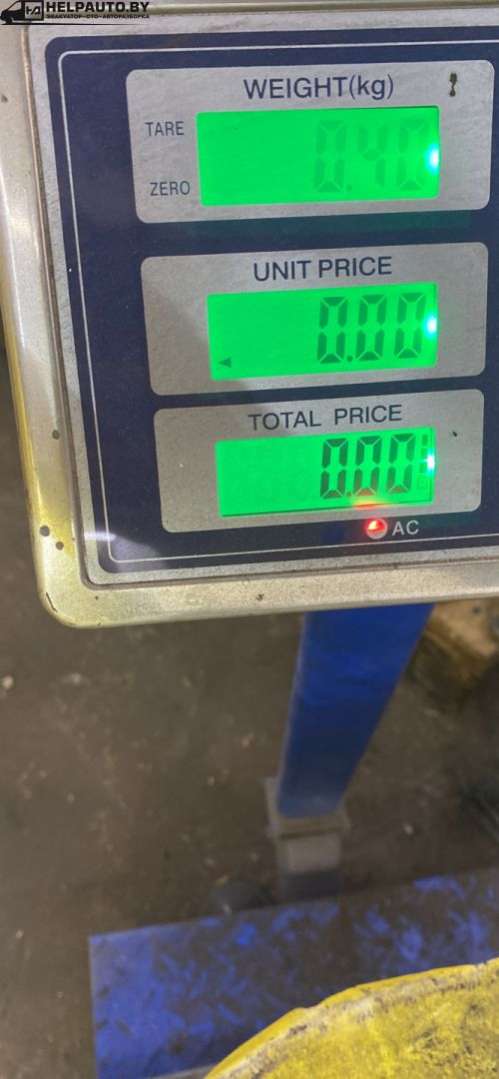 HELPAUTO.BY
ЭВАКУАТОР-СТО-АВТОРАЗБОРКА
WEIGHT(kg)
TARE
ZERO
0.40
UNIT PRICE
0.00
TOTAL PRICE
0.00
AC